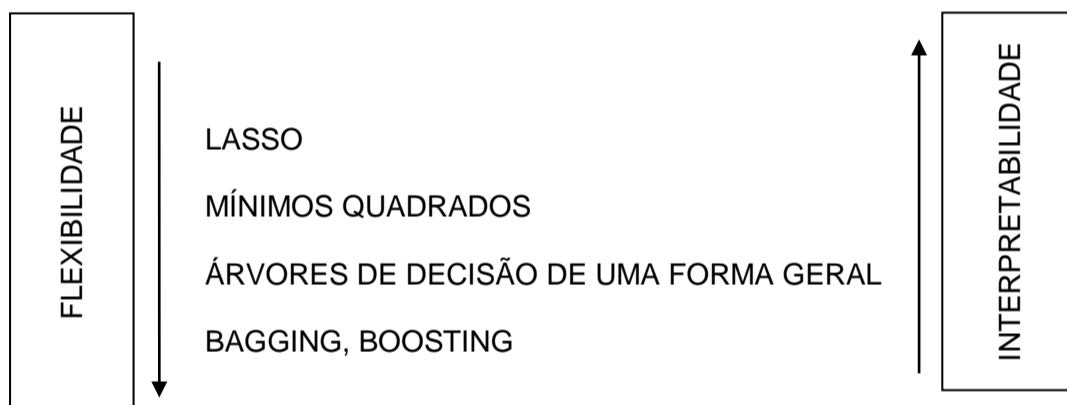 FLEXIBILIDADE
LASSO
MÍNIMOS QUADRADOS
ÁRVORES DE DECISÃO DE UMA FORMA GERAL
BAGGING, BOOSTING
INTERPRETABILIDADE